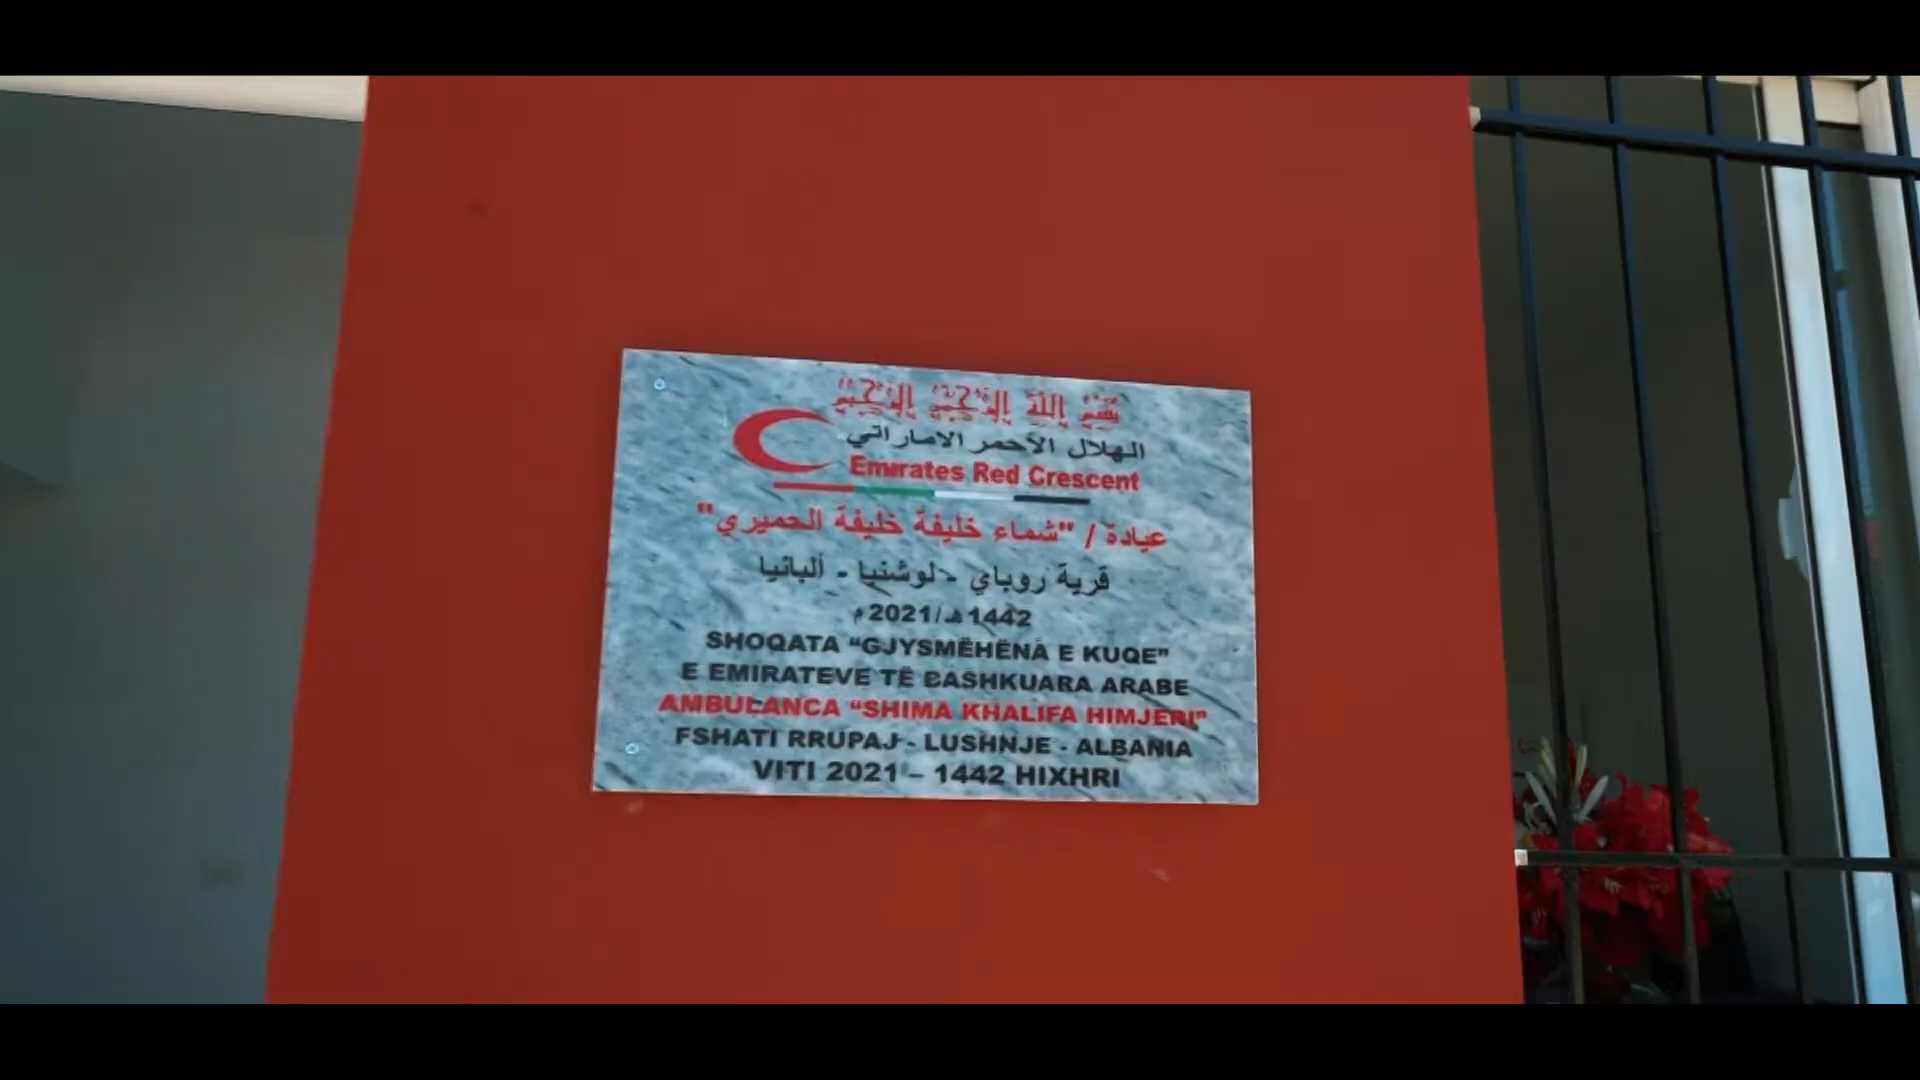 بسم الله الرحمن الرحيم
الهلال الأحمر الاماراتي
Emirates Red Crescent
عيادة / "شماء خليفة خليفة الحميري"
قرية روباي - لوشنيا - ألبانيا
1442هـ/2021م
SHOQATA “GJYSMËHËNA E KUQE”
E EMIRATEVE TË BASHKUARA ARABE
AMBULANCA “SHIMA KHALIFA HIMJERI”
FSHATI RRUPAJ - LUSHNJE - ALBANIA
VITI 2021 – 1442 HIXHRI